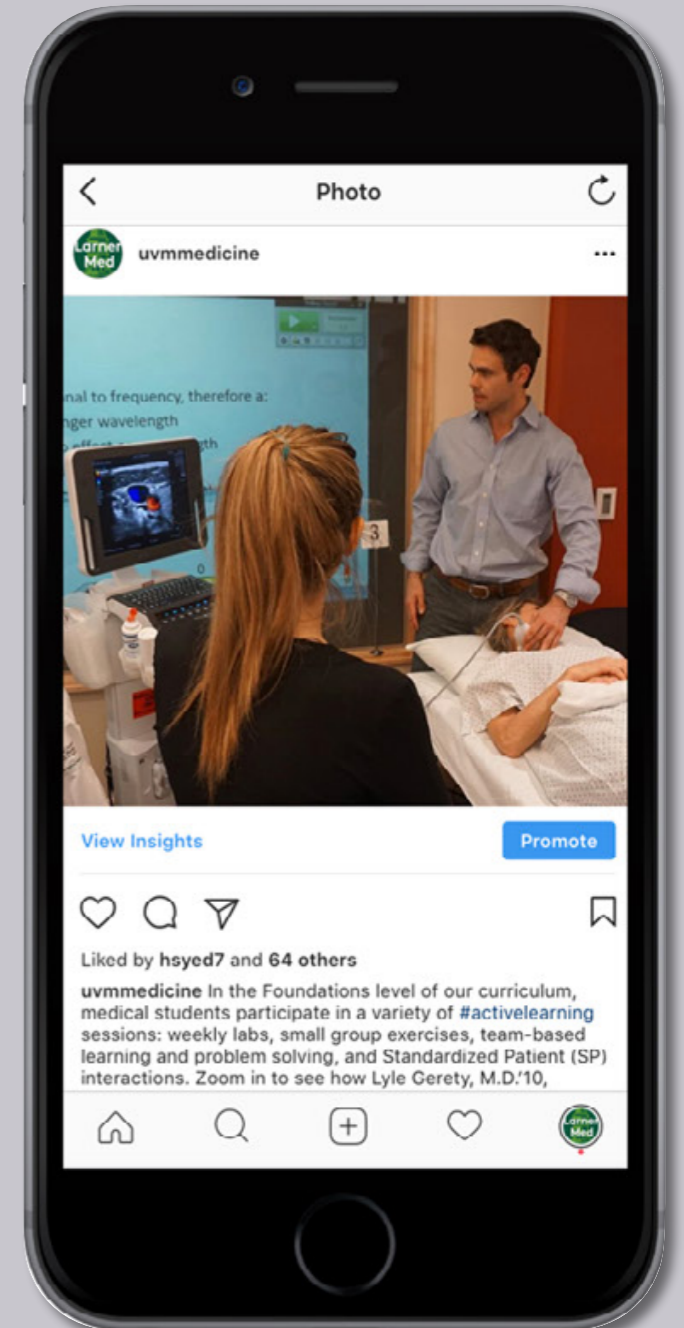 Photo
Larner
Med
uvmmedicine
nal to frequency, therefore a:
nger wavelength
3
View Insights
Promote
Liked by hsyed7 and 64 others
uvmmedicine In the Foundations level of our curriculum,
medical students participate in a variety of #activelearning
sessions: weekly labs, small group exercises, team-based
learning and problem solving, and Standardized Patient (SP)
interactions. Zoom in to see how Lyle Gerety, M.D.'10,
Larner
Med